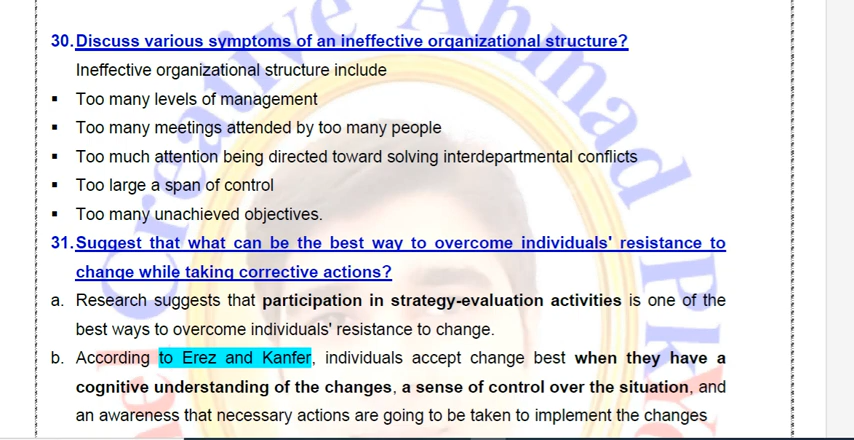 30. Discuss various symptoms of an ineffective organizational structure?
Ineffective organizational structure include
▪ Too many levels of management
▪ Too many meetings attended by too many people
▪ Too much attention being directed toward solving interdepartmental conflicts
▪ Too large a span of control
▪ Too many unachieved objectives.
31. Suggest that what can be the best way to overcome individuals' resistance to
change while taking corrective actions?
a. Research suggests that participation in strategy-evaluation activities is one of the
best ways to overcome individuals' resistance to change.
b. According to Erez and Kanfer, individuals accept change best when they have a
cognitive understanding of the changes, a sense of control over the situation, and
an awareness that necessary actions are going to be taken to implement the changes
Creative Ahmad